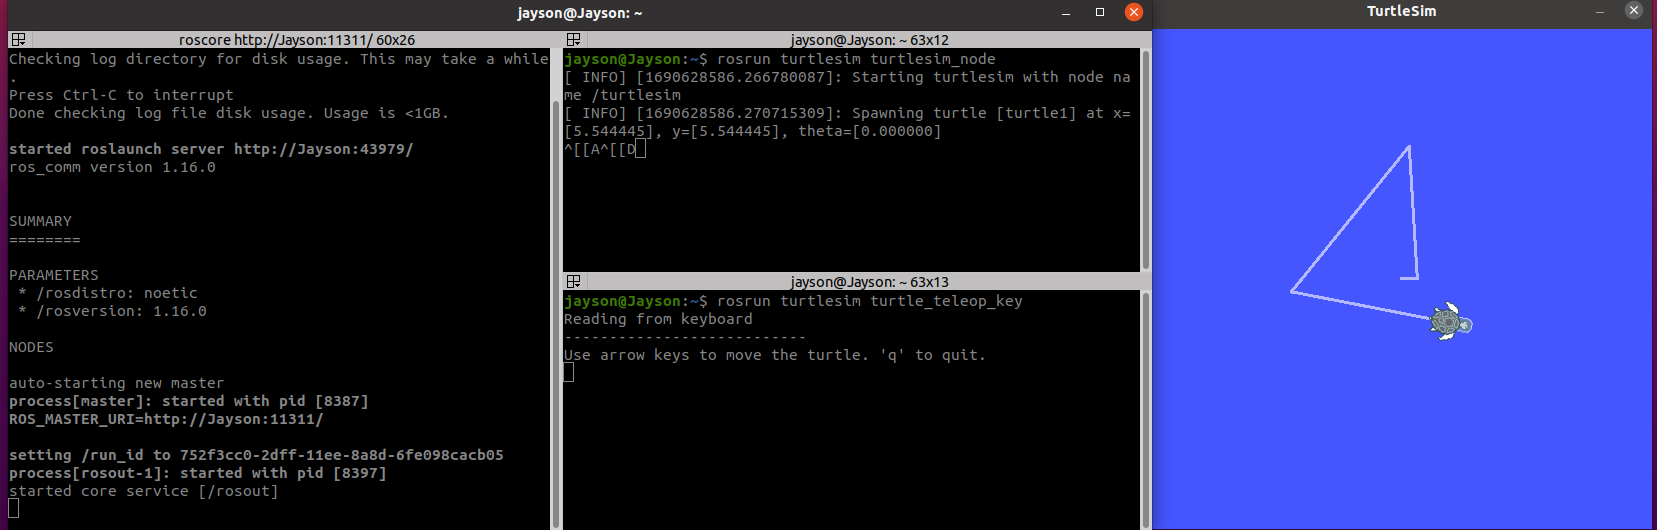 jayson@Jayson: ~
roscore http://Jayson:11311/ 60x26
Checking log directory for disk usage. This may take a while
.
Press Ctrl-C to interrupt
Done checking log file disk usage. Usage is <1GB.
started roslaunch server http://Jayson:43979/
ros_comm version 1.16.0
SUMMARY
========
PARAMETERS
* /rosdistro: noetic
* /rosversion: 1.16.0
NODES
auto-starting new master
process[master]: started with pid [8387]
ROS_MASTER_URI=http://Jayson:11311/
setting /run_id to 752f3cc0-2dff-11ee-8a8d-6fe098cacb05
process[rosout-1]: started with pid [8397]
started core service [/rosout]
jayson@Jayson: ~ 63x12
jayson@Jayson:~$ rosrun turtlesim turtlesim_node
[ INFO] [1690628586.266780087]: Starting turtlesim with node na
me /turtlesim
[ INFO] [1690628586.270715309]: Spawning turtle [turtle1] at x=
[5.544445], y=[5.544445], theta=[0.000000]
^[[A^[[D
jayson@Jayson: ~ 63x13
jayson@Jayson:~$ rosrun turtlesim turtle_teleop_key
Reading from keyboard
---------------------------
Use arrow keys to move the turtle. 'q' to quit.
TurtleSim